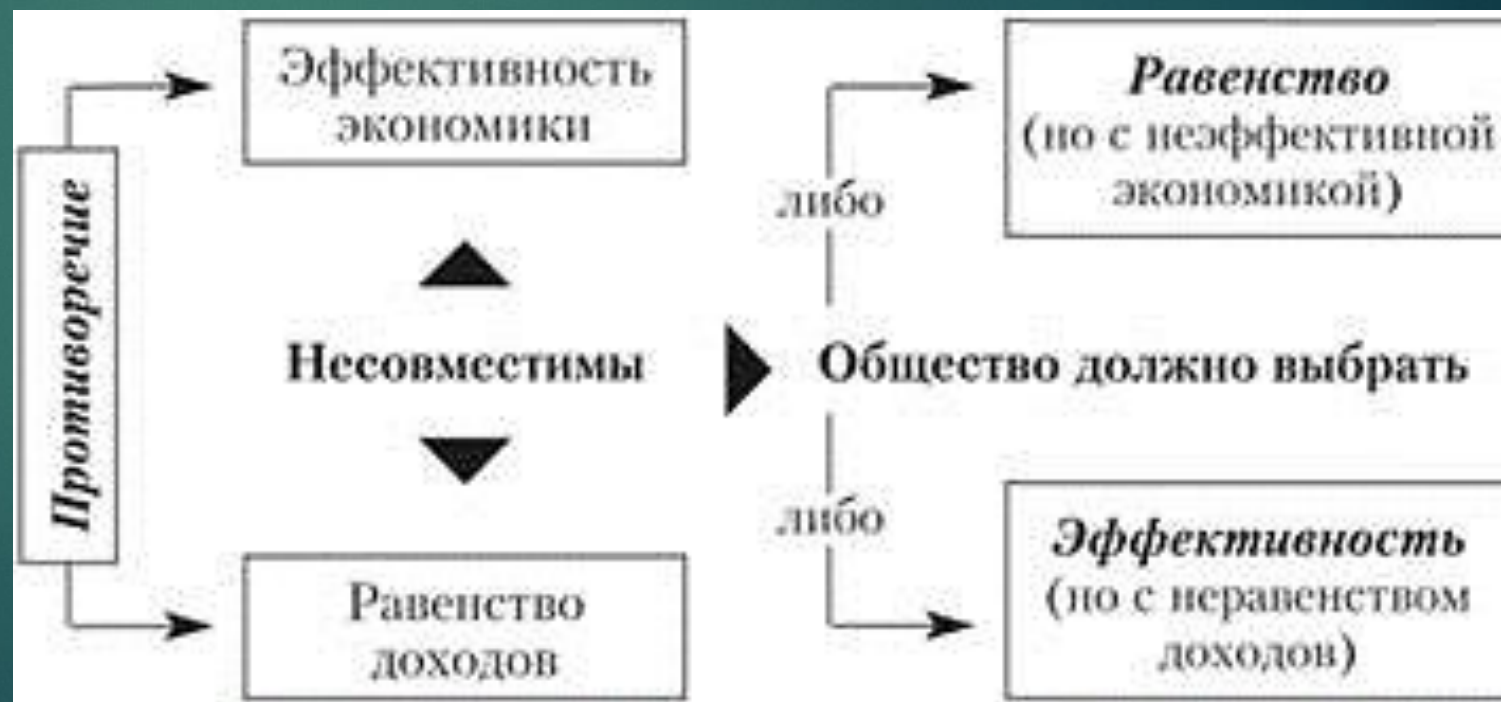 Противоречие
Эффективность
экономики
Несовместимы
Равенство
доходов
либо
Общество должно выбрать
либо
Равенство
(но с неэффективной
экономикой)
Эффективность
(но с неравенством
доходов)